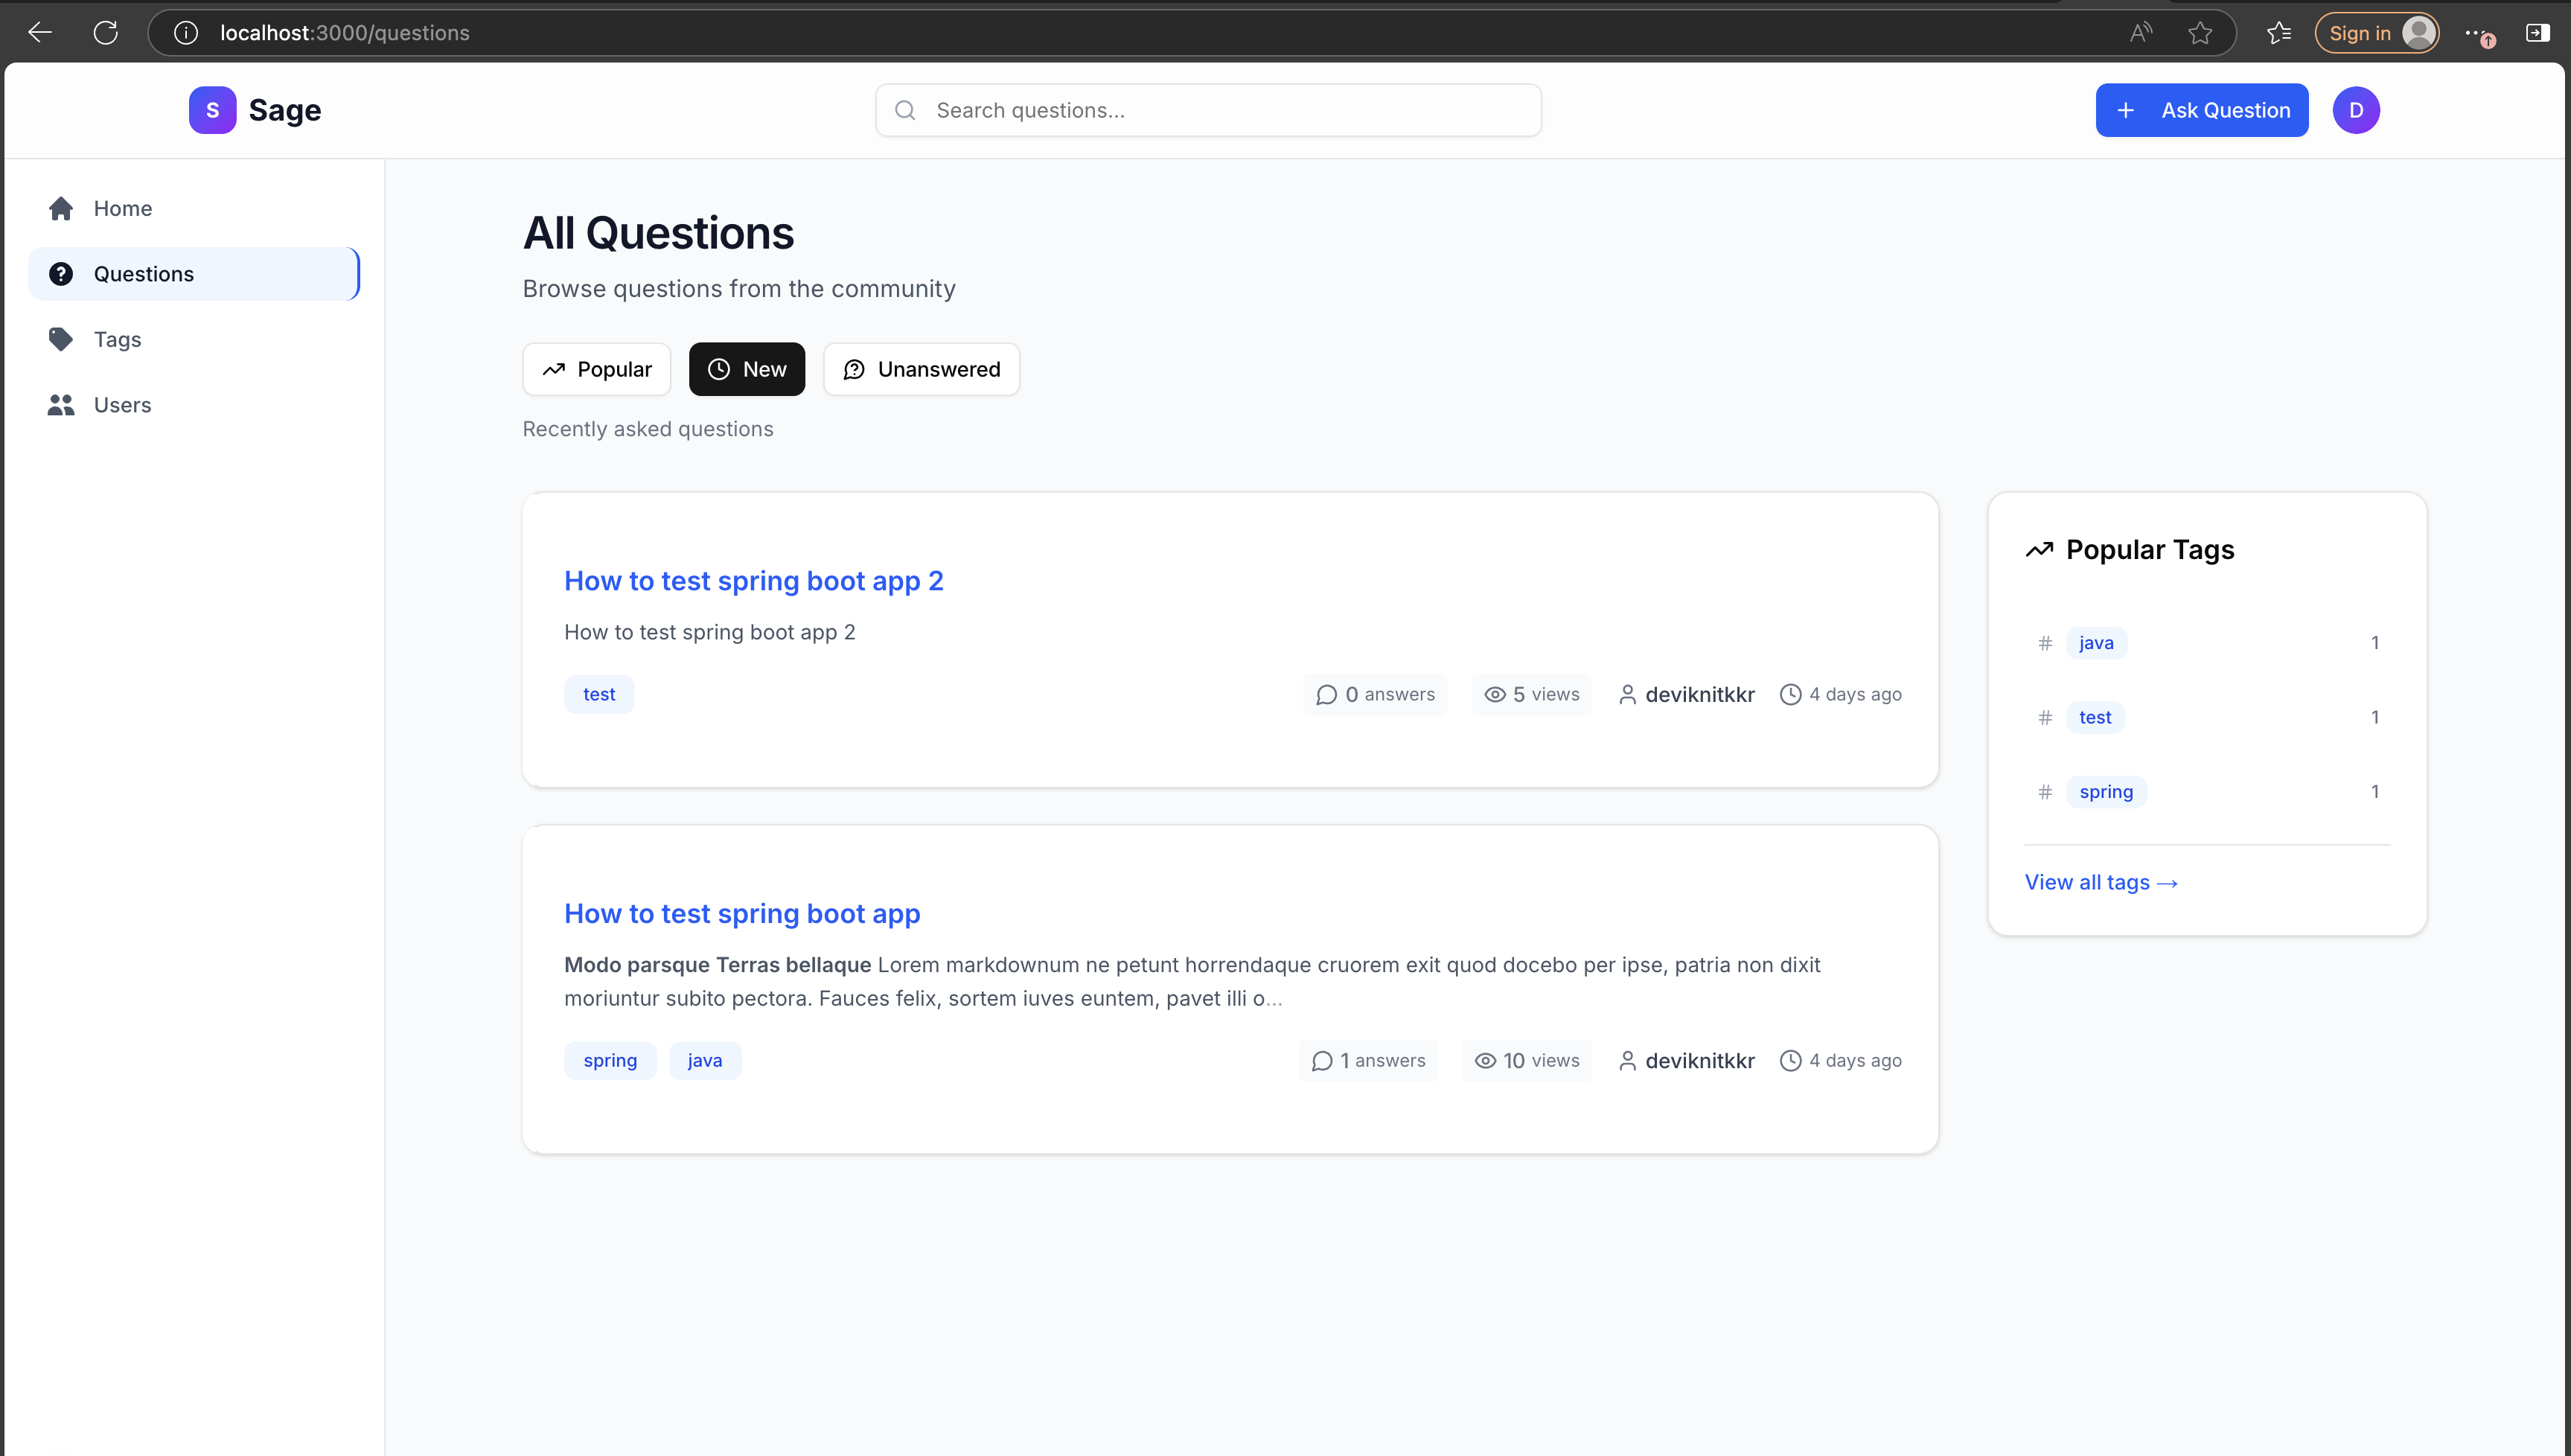 localhost:3000/questions
Sign in
S Sage
Search questions...
+ Ask Question
D
Home
Questions
Tags
Users
All Questions
Browse questions from the community
Popular New Unanswered
Recently asked questions
How to test spring boot app 2
How to test spring boot app 2
test 0 answers 5 views deviknitkkr 4 days ago
How to test spring boot app
Modo parsque Terras bellaque Lorem markdownum ne petunt horrendaque cruorem exit quod docebo per ipse, patria non dixit
moriuntur subito pectora. Fauces felix, sortem iuves euntem, pavet illi o...
spring java 1 answers 10 views deviknitkkr 4 days ago
Popular Tags
# java 1
# test 1
# spring 1
View all tags →